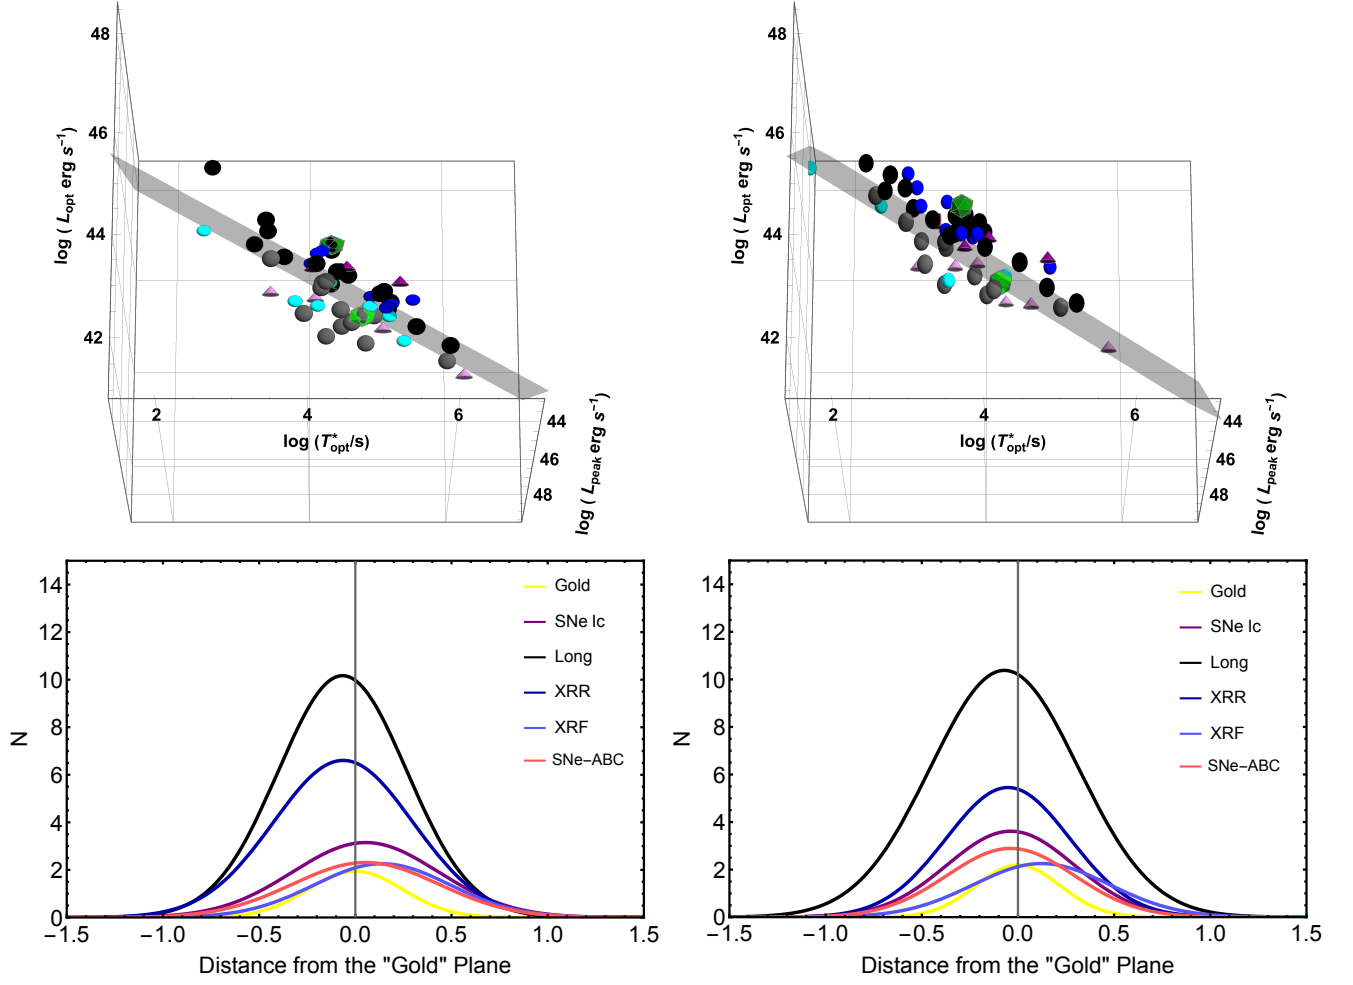 48
46
44
42
log ( L_opt erg s⁻¹)
2
4
6
log (T*_opt/s)
44
46
48
log ( L_peak erg s⁻¹)
48
46
44
42
log ( L_opt erg s⁻¹)
2
4
6
log (T*_opt/s)
44
46
48
log ( L_peak erg s⁻¹)
14
12
10
8
6
4
2
0
N
Gold
SNe Ic
Long
XRR
XRF
SNe−ABC
−1.5 −1.0 −0.5 0.0 0.5 1.0 1.5
Distance from the "Gold" Plane
14
12
10
8
6
4
2
0
N
Gold
SNe Ic
Long
XRR
XRF
SNe−ABC
−1.5 −1.0 −0.5 0.0 0.5 1.0 1.5
Distance from the "Gold" Plane